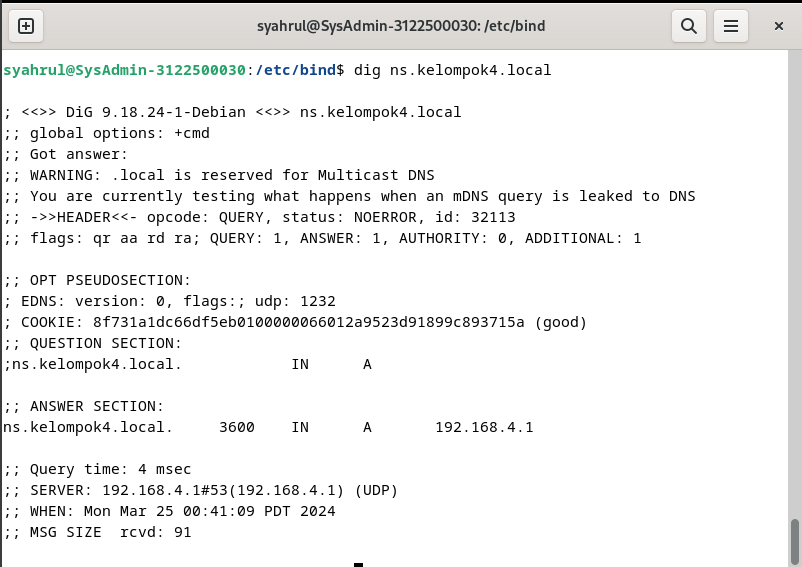 syahrul@SysAdmin-3122500030: /etc/bind
syahrul@SysAdmin-3122500030:/etc/bind$ dig ns.kelompok4.local

; <<>> DiG 9.18.24-1-Debian <<>> ns.kelompok4.local
;; global options: +cmd
;; Got answer:
;; WARNING: .local is reserved for Multicast DNS
;; You are currently testing what happens when an mDNS query is leaked to DNS
;; ->>HEADER<<- opcode: QUERY, status: NOERROR, id: 32113
;; flags: qr aa rd ra; QUERY: 1, ANSWER: 1, AUTHORITY: 0, ADDITIONAL: 1

;; OPT PSEUDOSECTION:
; EDNS: version: 0, flags:; udp: 1232
; COOKIE: 8f731a1dc66df5eb0100000066012a9523d91899c893715a (good)
;; QUESTION SECTION:
;ns.kelompok4.local.            IN      A

;; ANSWER SECTION:
ns.kelompok4.local.     3600    IN      A       192.168.4.1

;; Query time: 4 msec
;; SERVER: 192.168.4.1#53(192.168.4.1) (UDP)
;; WHEN: Mon Mar 25 00:41:09 PDT 2024
;; MSG SIZE  rcvd: 91